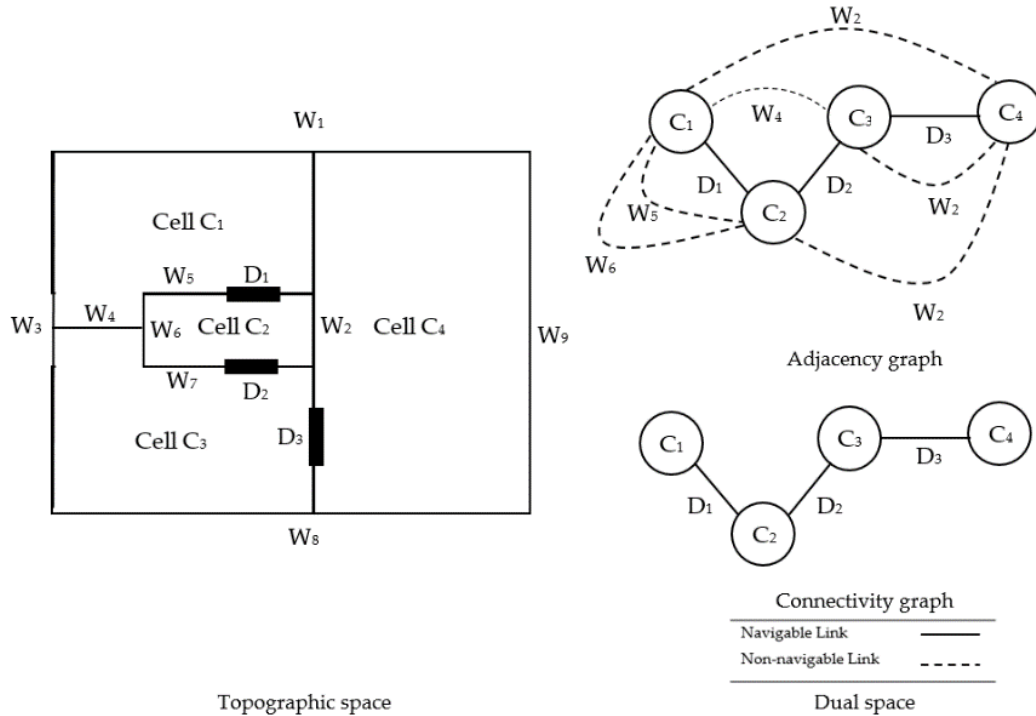 W₁
Cell C₁
W₅ D₁
W₄
W₃ W₆ Cell C₂ W₂ Cell C₄ W₉
W₇ D₂
Cell C₃ D₃
W₈
Topographic space
W₂
C₁ W₄ C₃ C₄
D₃
D₁ D₂
W₅ C₂ W₂
W₆
W₂
Adjacency graph
C₁ C₃ C₄
D₃
D₁ D₂
C₂
Connectivity graph
Navigable Link
Non-navigable Link
Dual space